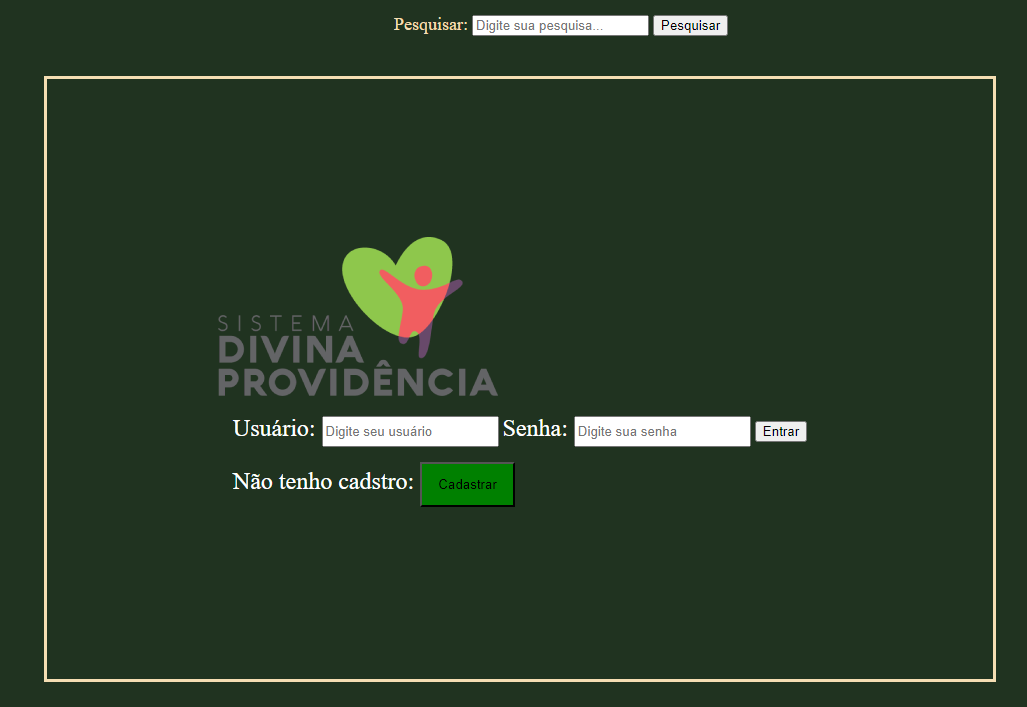 Pesquisar: Digite sua pesquisa... Pesquisar
SISTEMA
DIVINA
PROVIDÊNCIA
Usuário: Digite seu usuário Senha: Digite sua senha Entrar
Não tenho cadstro: Cadastrar